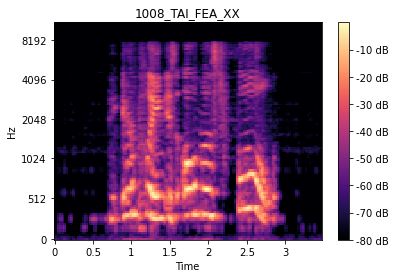 1008_TAI_FEA_XX
8192
4096
2048
1024
512
0
Hz
0 0.5 1 1.5 2 2.5 3
Time
-10 dB
-20 dB
-30 dB
-40 dB
-50 dB
-60 dB
-70 dB
-80 dB